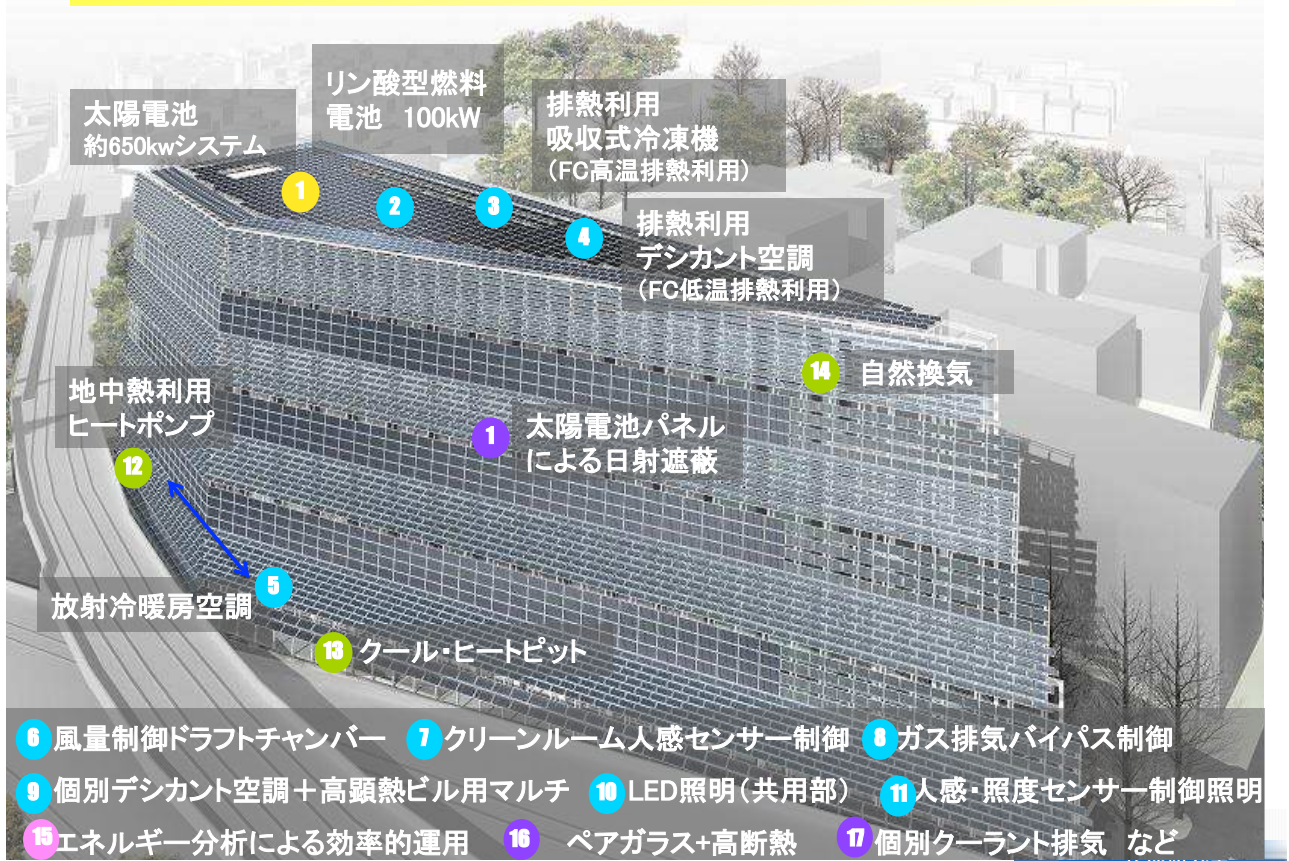 太陽電池
約650kwシステム
リン酸型燃料
電池 100kW
排熱利用
吸収式冷凍機
(FC高温排熱利用)
1
2
3
4
排熱利用
デシカント空調
(FC低温排熱利用)
14 自然換気
地中熱利用
ヒートポンプ
12
1 太陽電池パネル
による日射遮蔽
5
放射冷暖房空調
13 クール・ヒートピット
6 風量制御ドラフトチャンバー 7 クリーンルーム人感センサー制御 8 ガス排気バイパス制御
9 個別デシカント空調＋高顕熱ビル用マルチ 10 LED照明(共用部) 11 人感・照度センサー制御照明
15 エネルギー分析による効率的運用 16 ペアガラス+高断熱 17 個別クーラント排気 など